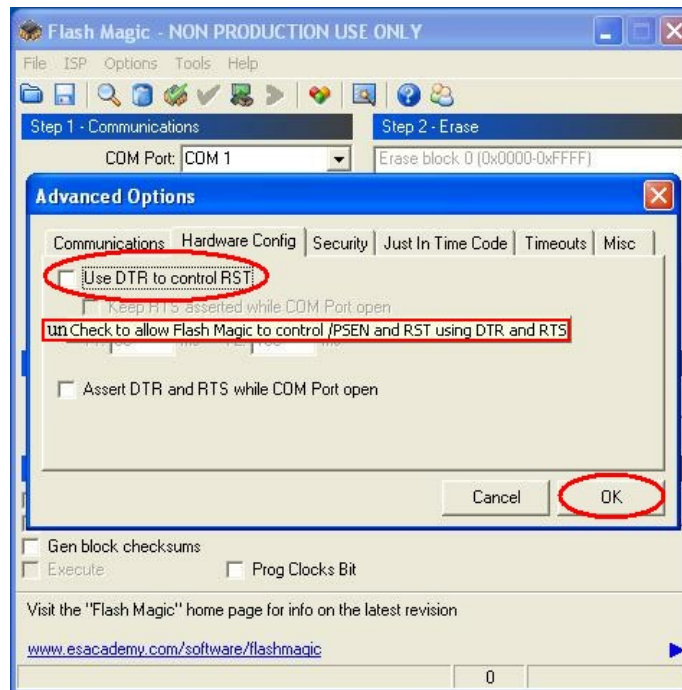 Flash Magic - NON PRODUCTION USE ONLY
File ISP Options Tools Help
Step 1 - Communications
Step 2 - Erase
COM Port: COM 1
Erase block 0 (0x0000-0xFFFF)
Advanced Options
Communications Hardware Config Security Just In Time Code Timeouts Misc
Use DTR to control RST
Keep RTS asserted while COM Port open
unCheck to allow Flash Magic to control /PSEN and RST using DTR and RTS
Assert DTR and RTS while COM Port open
Cancel OK
Gen block checksums
Execute Prog Clocks Bit
Visit the "Flash Magic" home page for info on the latest revision
www.esacademy.com/software/flashmagic
0